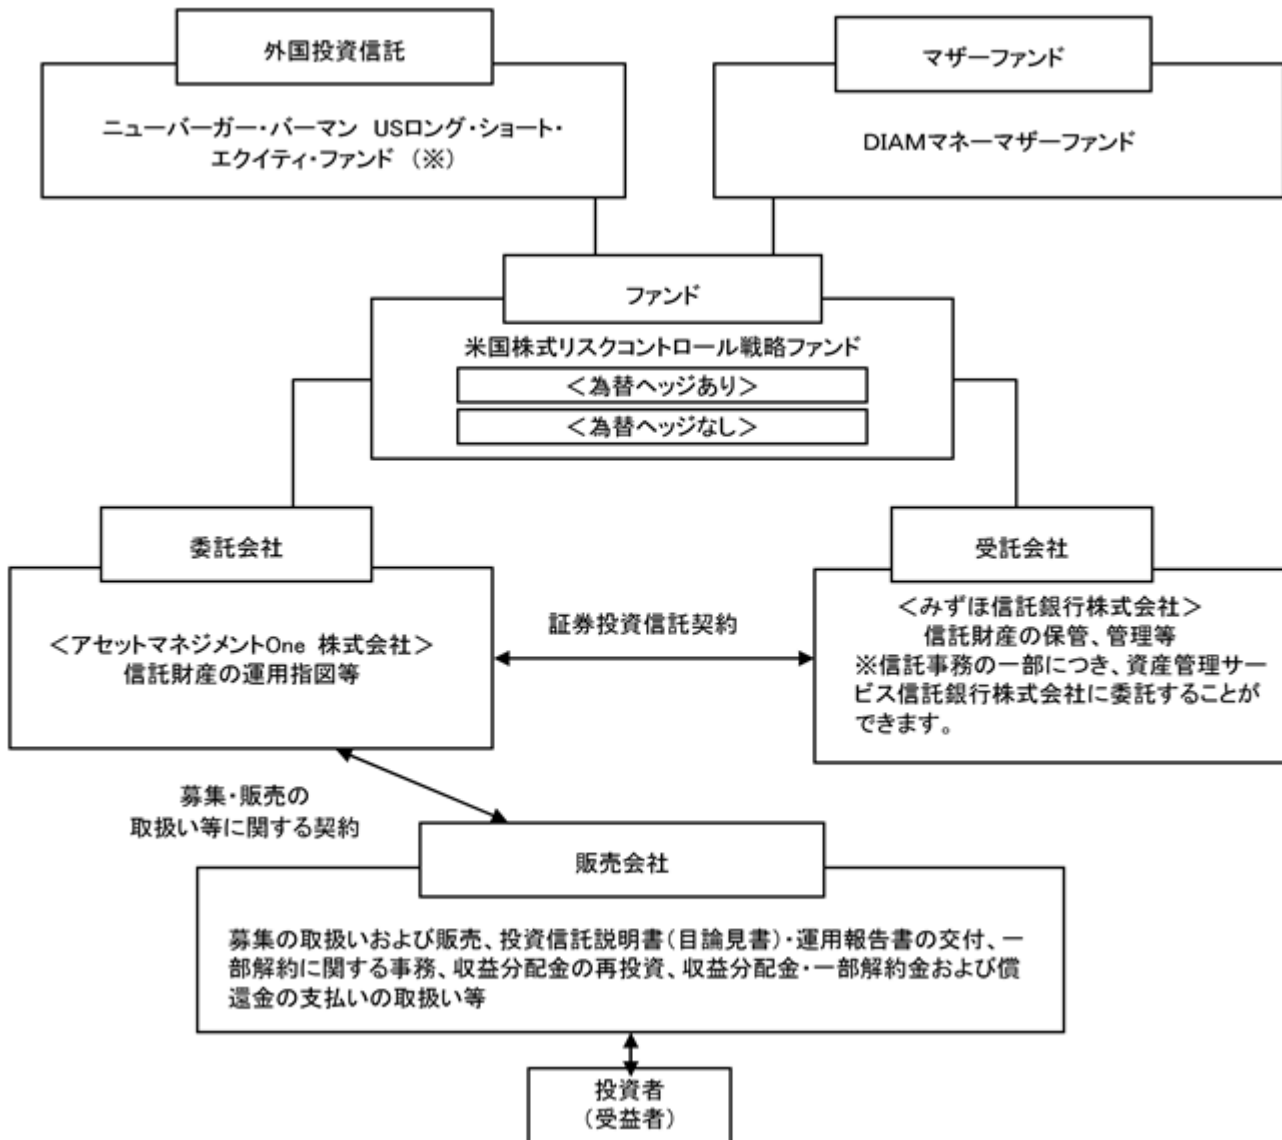 外国投資信託
マザーファンド
ニューバーガー・バーマン USロング・ショート・
エクイティ・ファンド (※)
DIAMマネーマザーファンド
ファンド
米国株式リスクコントロール戦略ファンド
＜為替ヘッジあり＞
＜為替ヘッジなし＞
委託会社
受託会社
＜アセットマネジメントOne 株式会社＞
信託財産の運用指図等
証券投資信託契約
＜みずほ信託銀行株式会社＞
信託財産の保管、管理等
※信託事務の一部につき、資産管理サー
ビス信託銀行株式会社に委託することが
できます。
募集・販売の
取扱い等に関する契約
販売会社
募集の取扱いおよび販売、投資信託説明書(目論見書)・運用報告書の交付、一
部解約に関する事務、収益分配金の再投資、収益分配金・一部解約金および償
還金の支払いの取扱い等
投資者
(受益者)